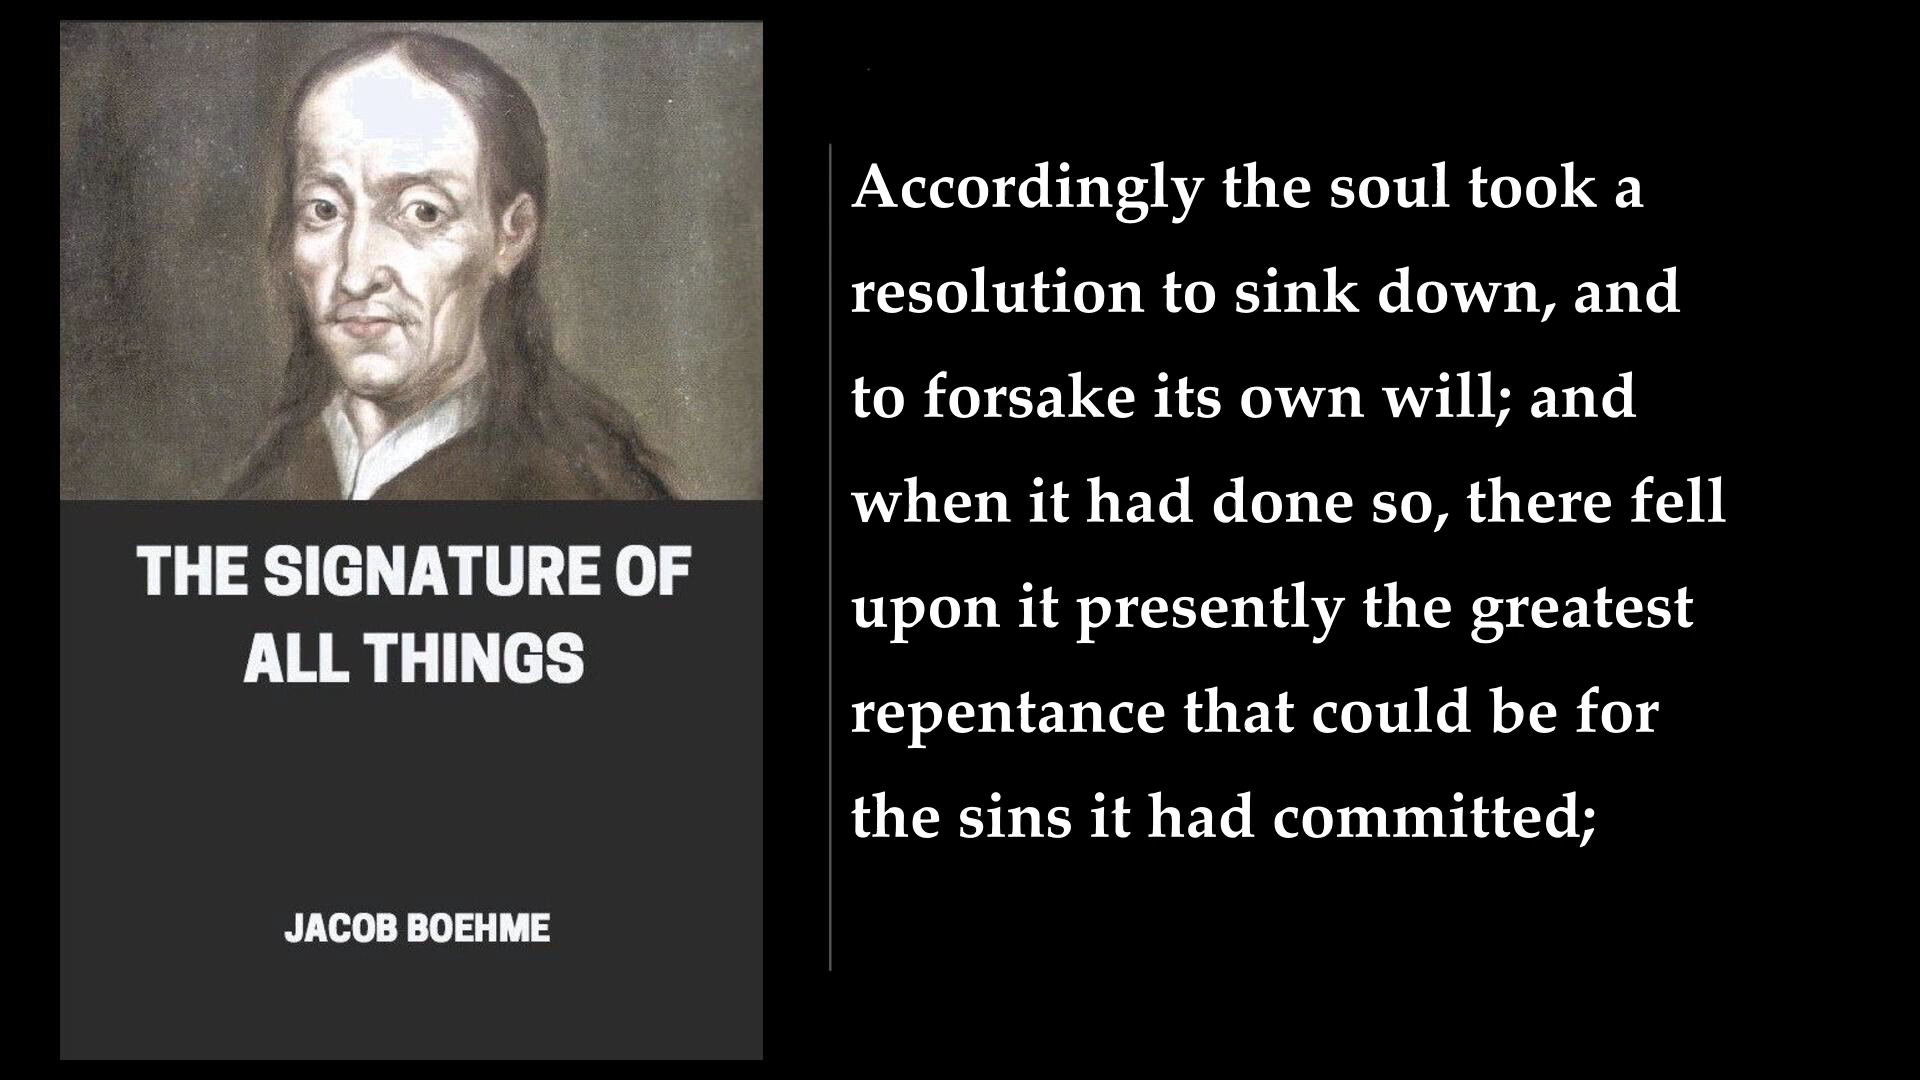 THE SIGNATURE OF
ALL THINGS
JACOB BOEHME
Accordingly the soul took a
resolution to sink down, and
to forsake its own will; and
when it had done so, there fell
upon it presently the greatest
repentance that could be for
the sins it had committed;